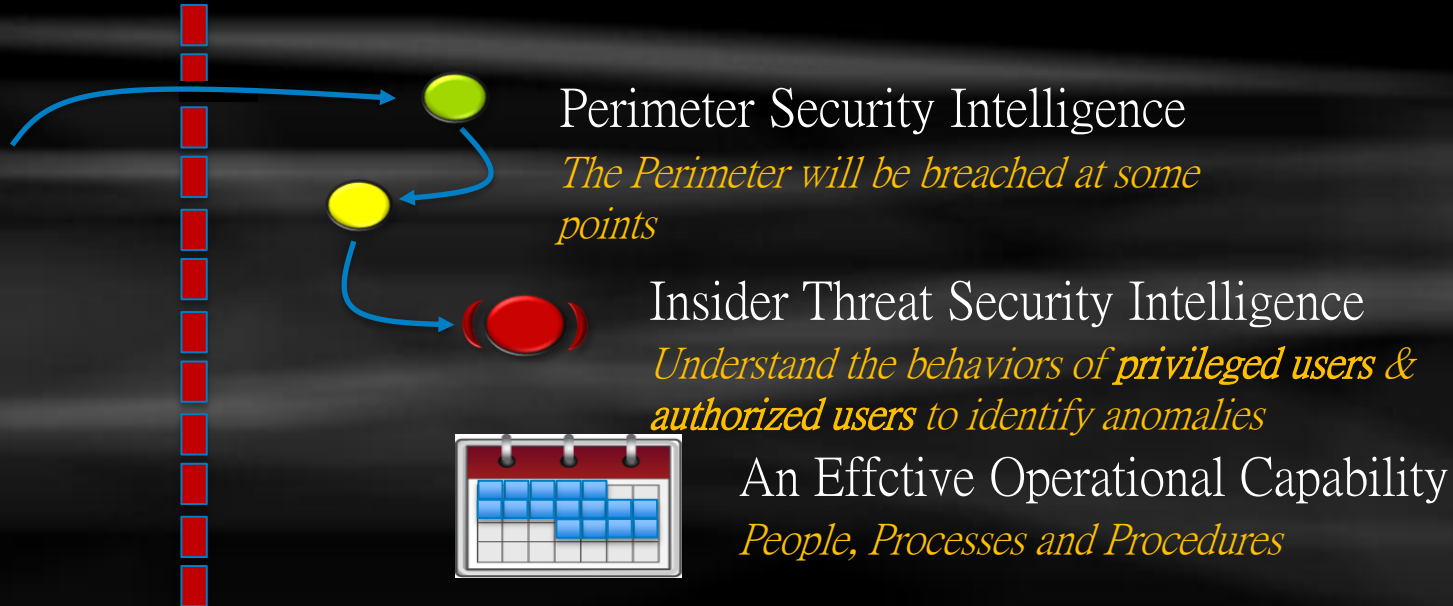 Perimeter Security Intelligence
The Perimeter will be breached at some
points
Insider Threat Security Intelligence
Understand the behaviors of privileged users &
authorized users to identify anomalies
An Effctive Operational Capability
People, Processes and Procedures